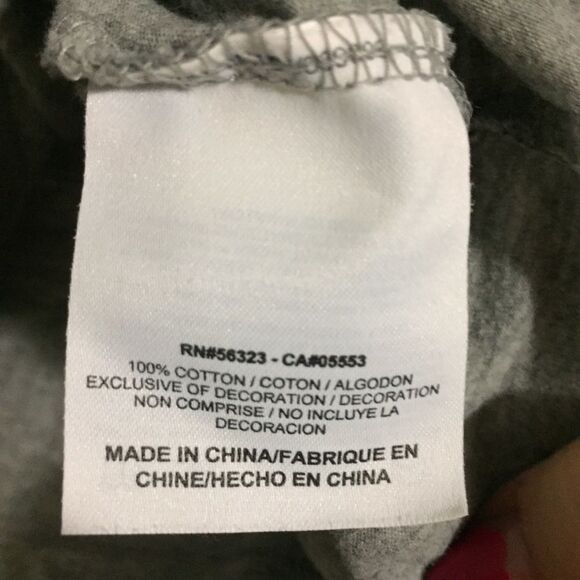 RN#56323 - CA#05553
100% COTTON / COTON / ALGODON
EXCLUSIVE OF DECORATION / DECORATION
NON COMPRISE / NO INCLUYE LA
DECORACION
MADE IN CHINA/FABRIQUE EN
CHINE/HECHO EN CHINA